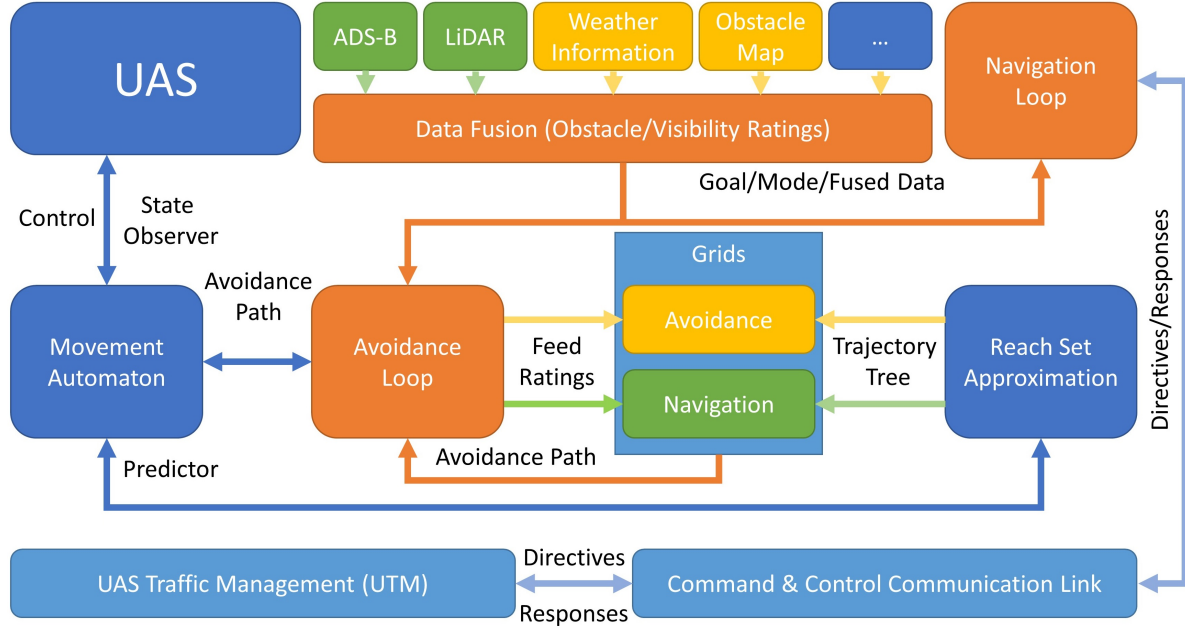 UAS
ADS-B
LiDAR
Weather
Information
Obstacle
Map
...
Navigation
Loop
Data Fusion (Obstacle/Visibility Ratings)
Goal/Mode/Fused Data
Control
State
Observer
Grids
Avoidance
Path
Movement
Automaton
Avoidance
Loop
Feed
Ratings
Avoidance
Navigation
Trajectory
Tree
Reach Set
Approximation
Directives/Responses
Predictor
Avoidance Path
UAS Traffic Management (UTM)
Directives
Responses
Command & Control Communication Link